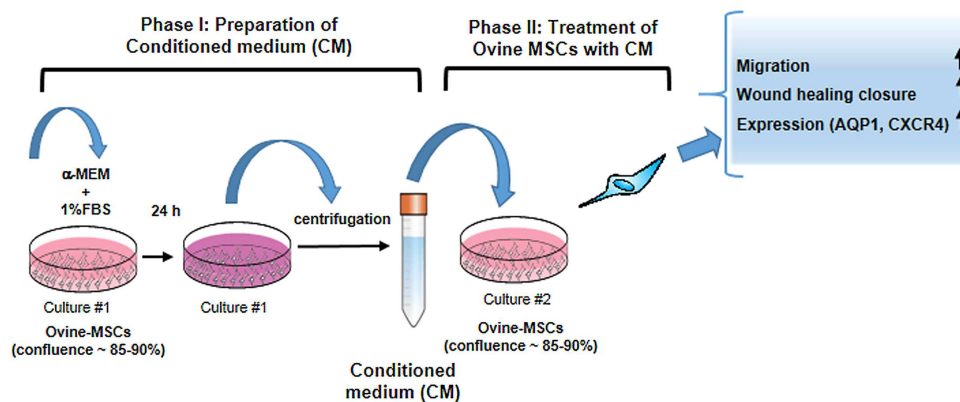 Phase I: Preparation of
Conditioned medium (CM)
Phase II: Treatment of
Ovine MSCs with CM
Migration
Wound healing closure
Expression (AQP1, CXCR4)
α-MEM
+
1%FBS
24 h
centrifugation
Culture #1
Ovine-MSCs
(confluence ~ 85-90%)
Culture #1
Conditioned
medium (CM)
Culture #2
Ovine-MSCs
(confluence ~ 85-90%)